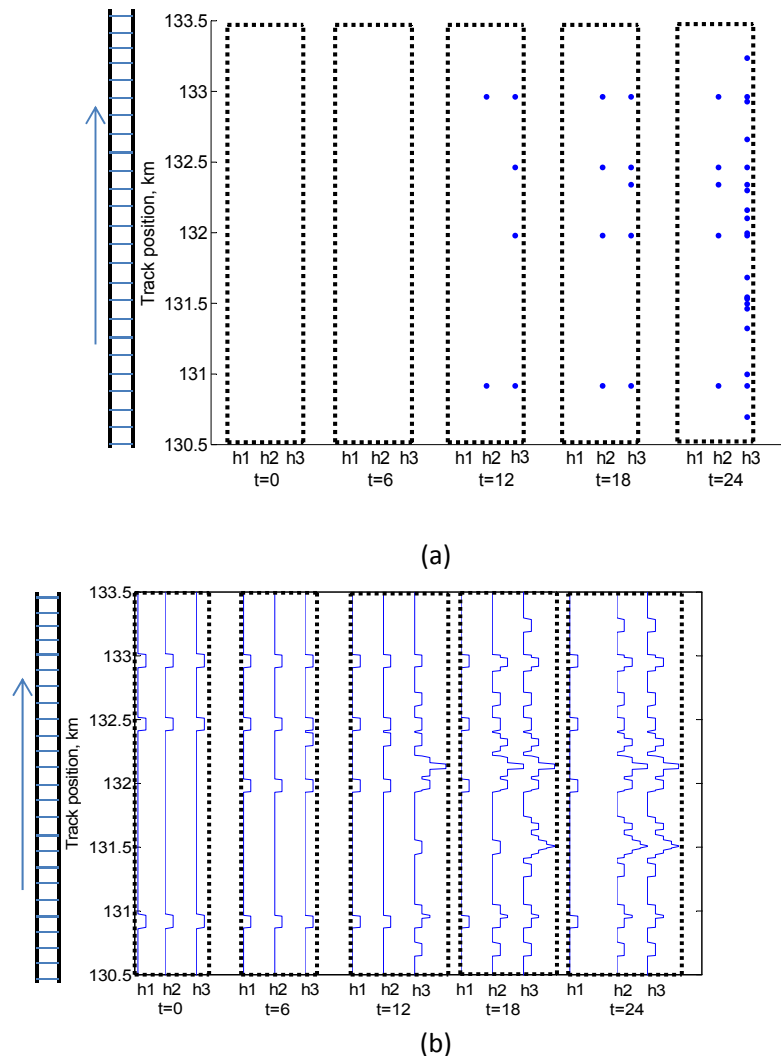 133.5
133
132.5
132
131.5
131
130.5
Track position, km
h1 h2 h3 h1 h2 h3 h1 h2 h3 h1 h2 h3 h1 h2 h3
t=0 t=6 t=12 t=18 t=24
(a)
133.5
133
132.5
132
131.5
131
130.5
Track position, km
h1 h2 h3 h1 h2 h3 h1 h2 h3 h1 h2 h3 h1 h2 h3
t=0 t=6 t=12 t=18 t=24
(b)